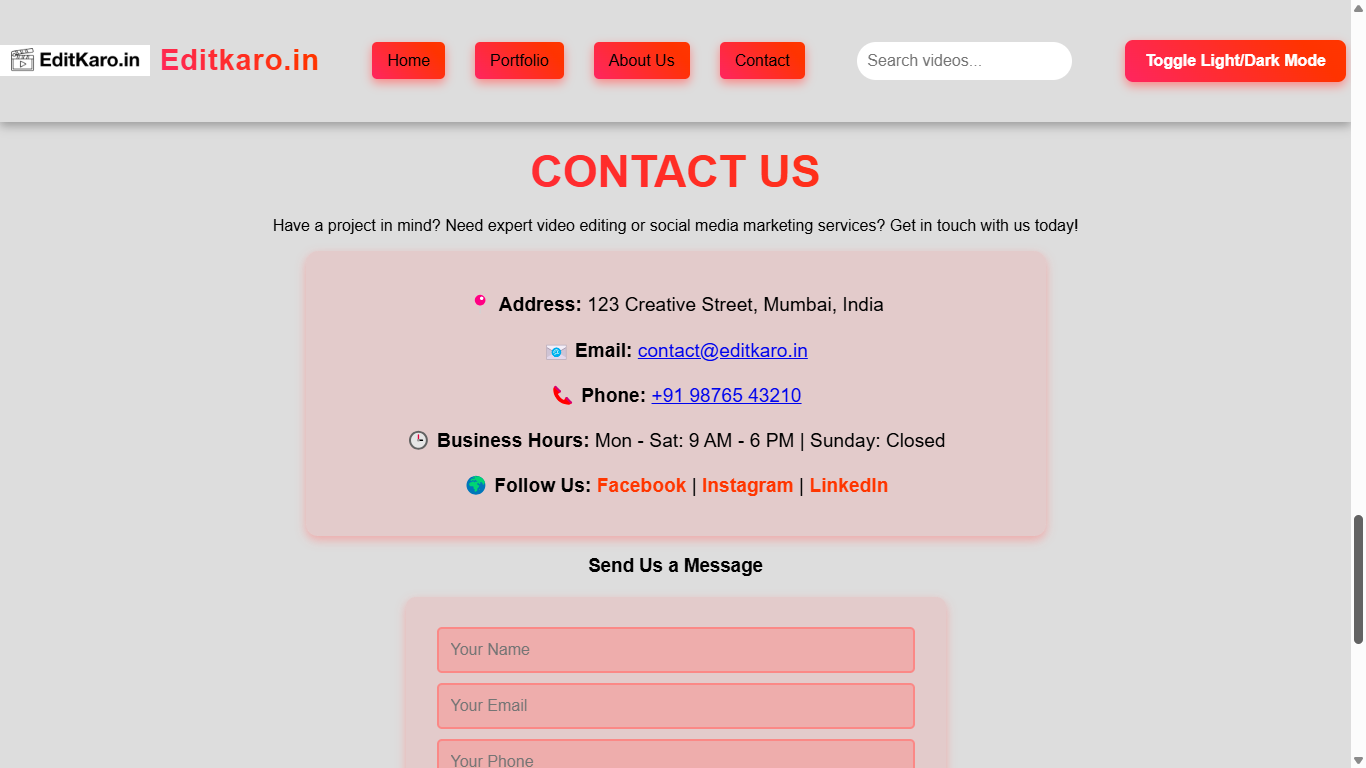 EditKaro.in Editkaro.in Home Portfolio About Us Contact Search videos... Toggle Light/Dark Mode
CONTACT US
Have a project in mind? Need expert video editing or social media marketing services? Get in touch with us today!
Address: 123 Creative Street, Mumbai, India
Email: contact@editkaro.in
Phone: +91 98765 43210
Business Hours: Mon - Sat: 9 AM - 6 PM | Sunday: Closed
Follow Us: Facebook | Instagram | LinkedIn
Send Us a Message
Your Name
Your Email
Your Phone